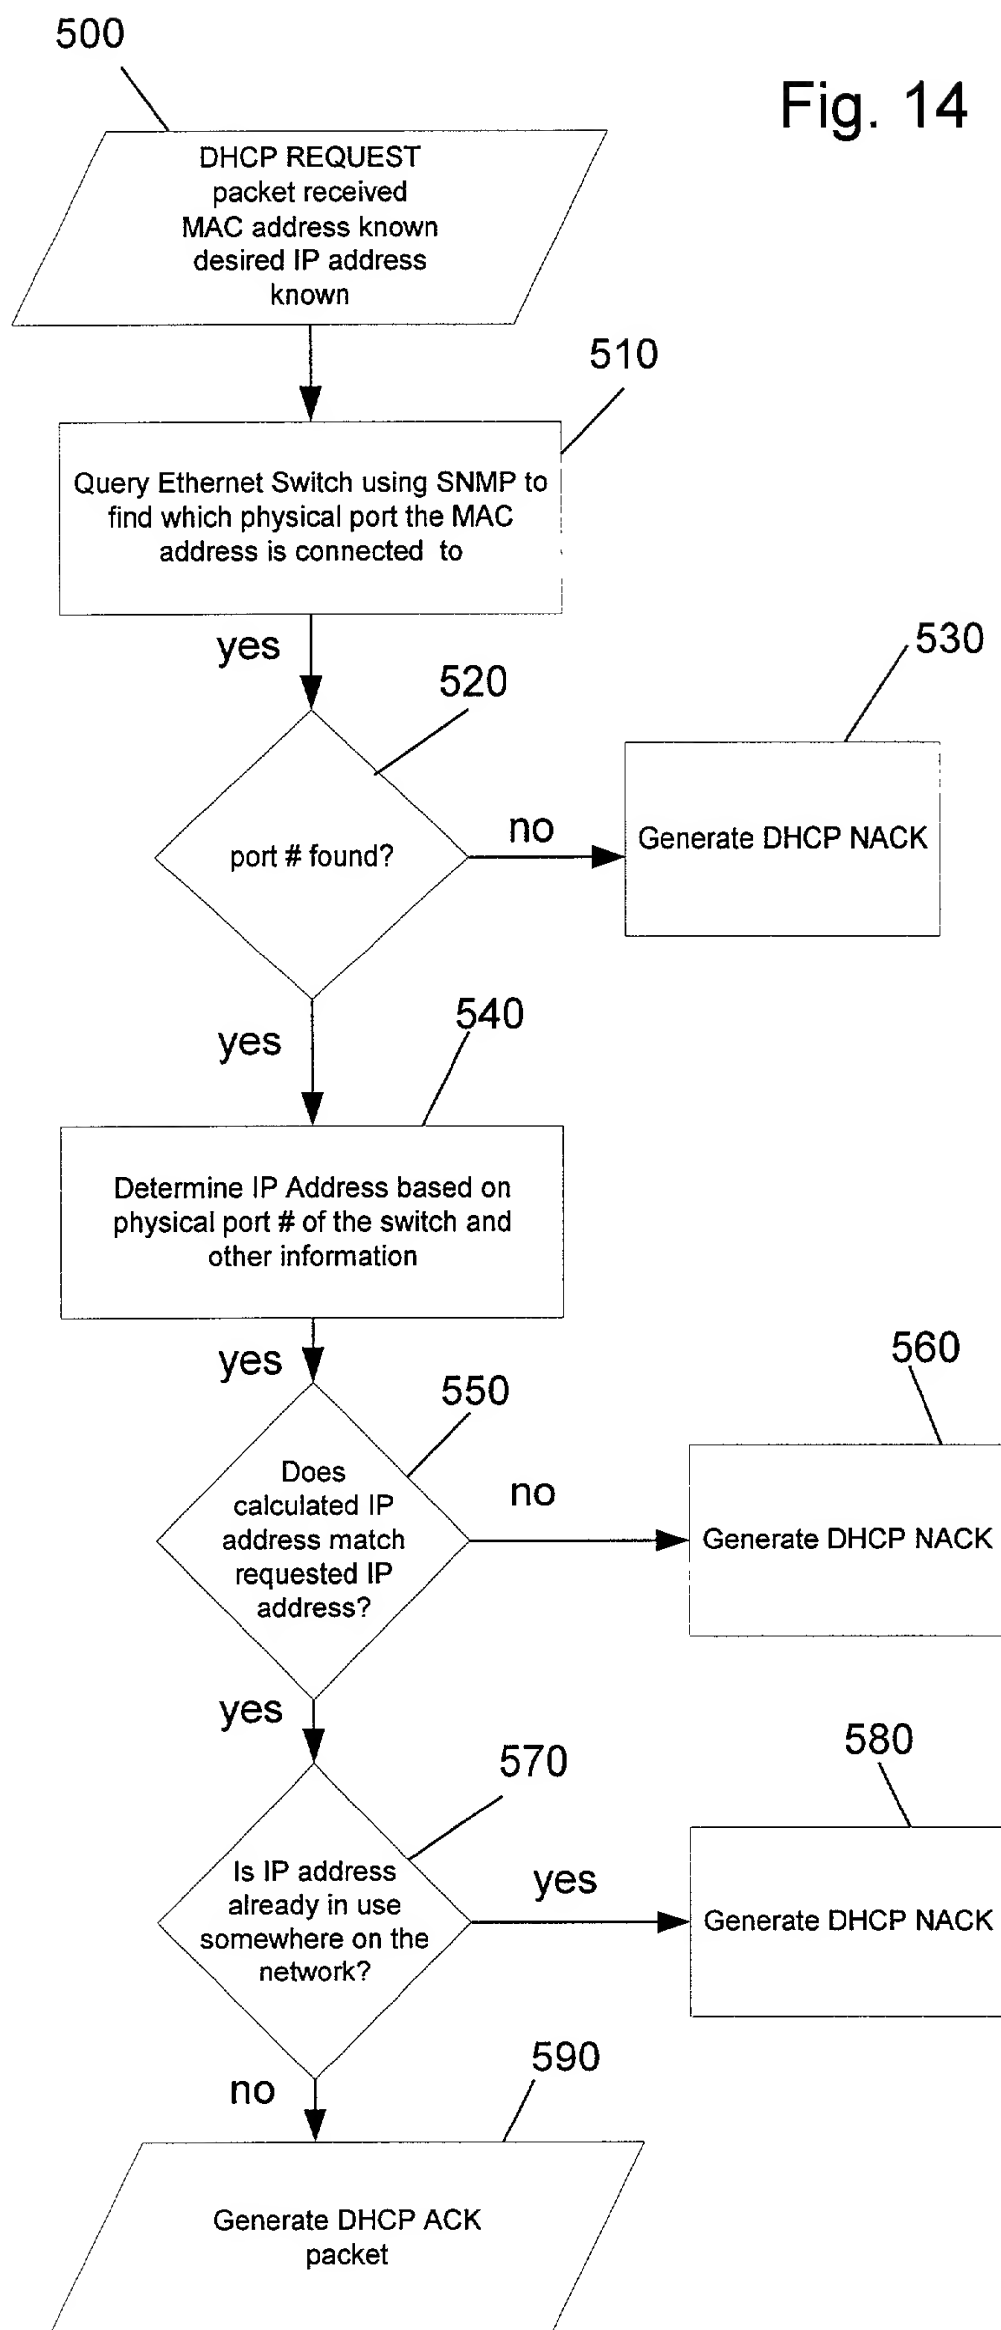 500
Fig. 14
DHCP REQUEST
packet received
MAC address known
desired IP address
known
510
Query Ethernet Switch using SNMP to
find which physical port the MAC
address is connected to
yes
520
530
port # found?
no
Generate DHCP NACK
yes
540
Determine IP Address based on
physical port # of the switch and
other information
yes
550
560
Does
calculated IP
address match
requested IP
address?
no
Generate DHCP NACK
yes
570
580
Is IP address
already in use
somewhere on the
network?
yes
Generate DHCP NACK
no
590
Generate DHCP ACK
packet